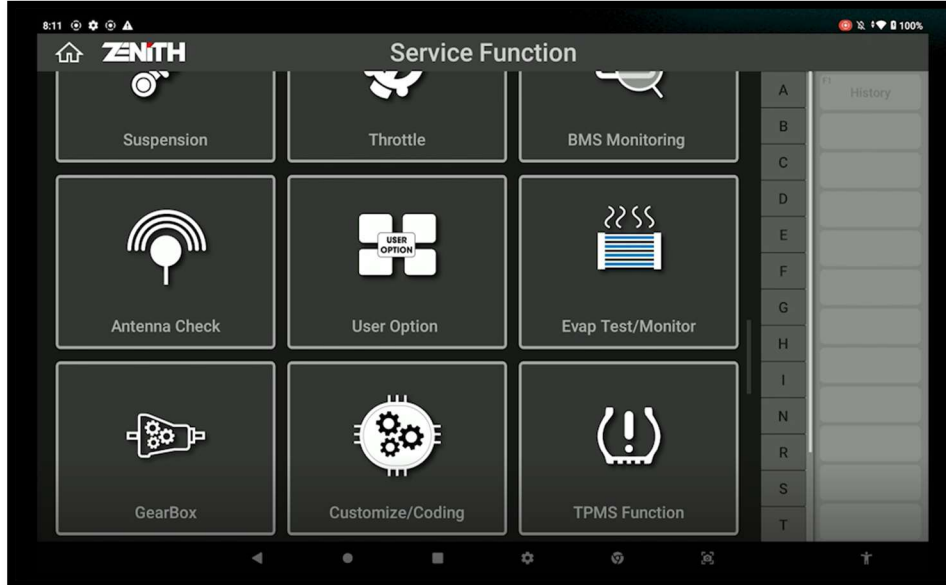 8:11
100%
ZENITH
Service Function
Suspension
Throttle
BMS Monitoring
USER
OPTION
Antenna Check
User Option
Evap Test/Monitor
GearBox
Customize/Coding
TPMS Function
A
B
C
D
E
F
G
H
I
N
R
S
T
F1
History